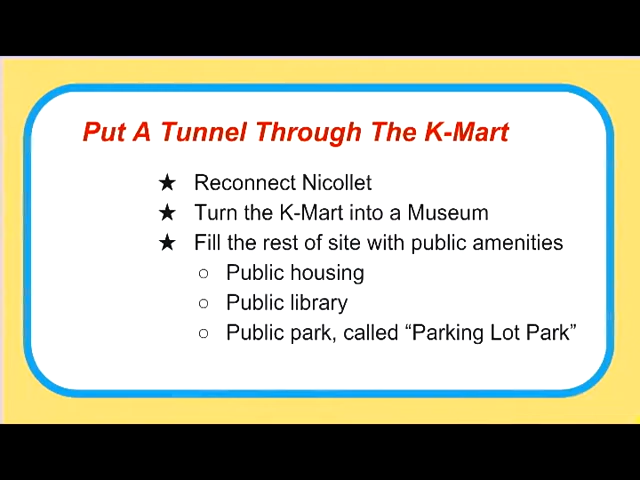 Put A Tunnel Through The K-Mart
★ Reconnect Nicollet
★ Turn the K-Mart into a Museum
★ Fill the rest of site with public amenities
○ Public housing
○ Public library
○ Public park, called “Parking Lot Park”